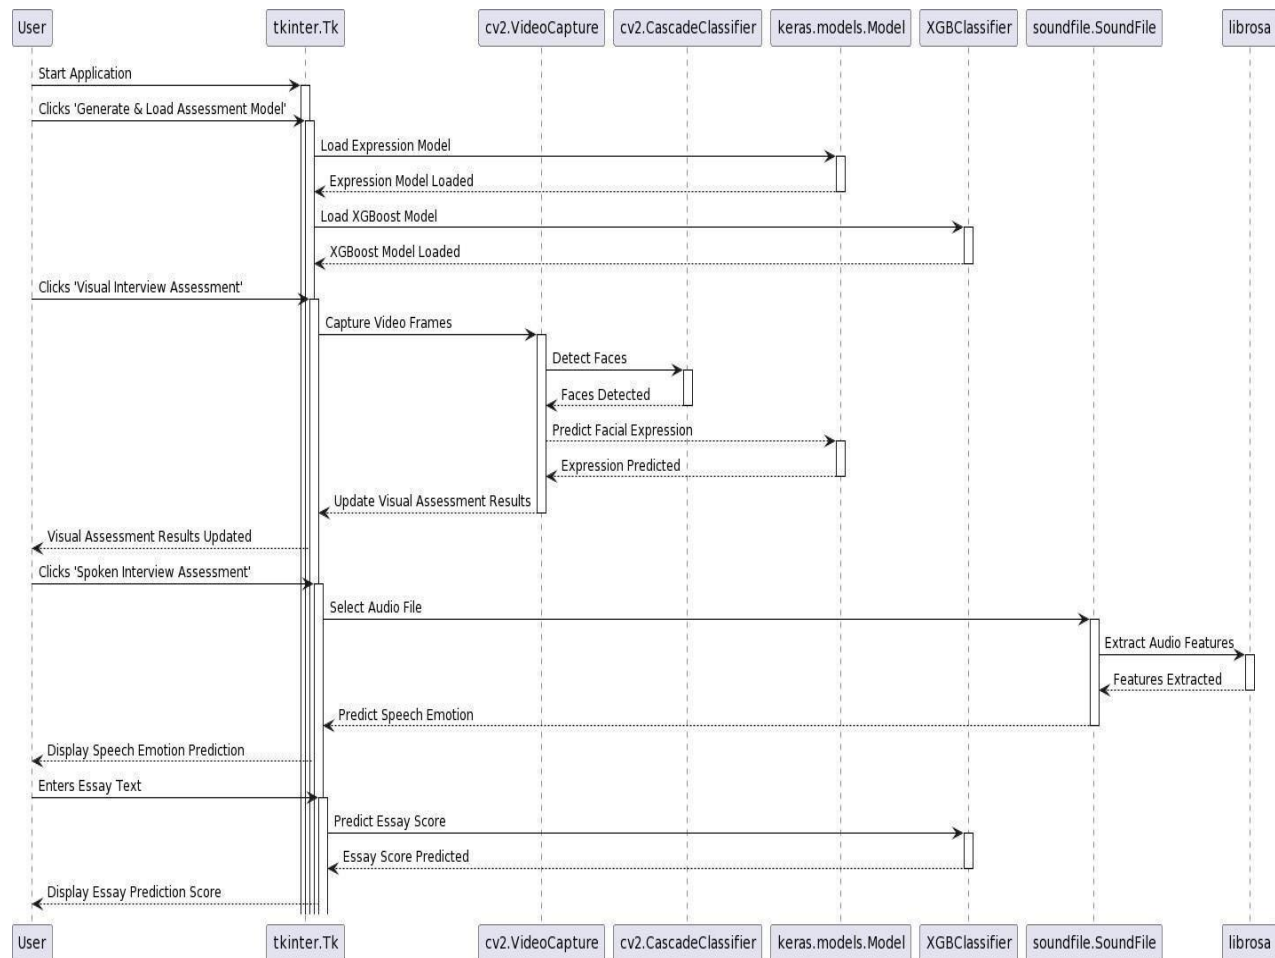 User tkinter.Tk cv2.VideoCapture cv2.CascadeClassifier keras.models.Model XGBClassifier soundfile.SoundFile librosa
Start Application
Clicks 'Generate & Load Assessment Model'
Load Expression Model
Expression Model Loaded
Load XGBoost Model
XGBoost Model Loaded
Clicks 'Visual Interview Assessment'
Capture Video Frames
Detect Faces
Faces Detected
Predict Facial Expression
Expression Predicted
Update Visual Assessment Results
Visual Assessment Results Updated
Clicks 'Spoken Interview Assessment'
Select Audio File
Extract Audio Features
Features Extracted
Predict Speech Emotion
Display Speech Emotion Prediction
Enters Essay Text
Predict Essay Score
Essay Score Predicted
Display Essay Prediction Score
User tkinter.Tk cv2.VideoCapture cv2.CascadeClassifier keras.models.Model XGBClassifier soundfile.SoundFile librosa